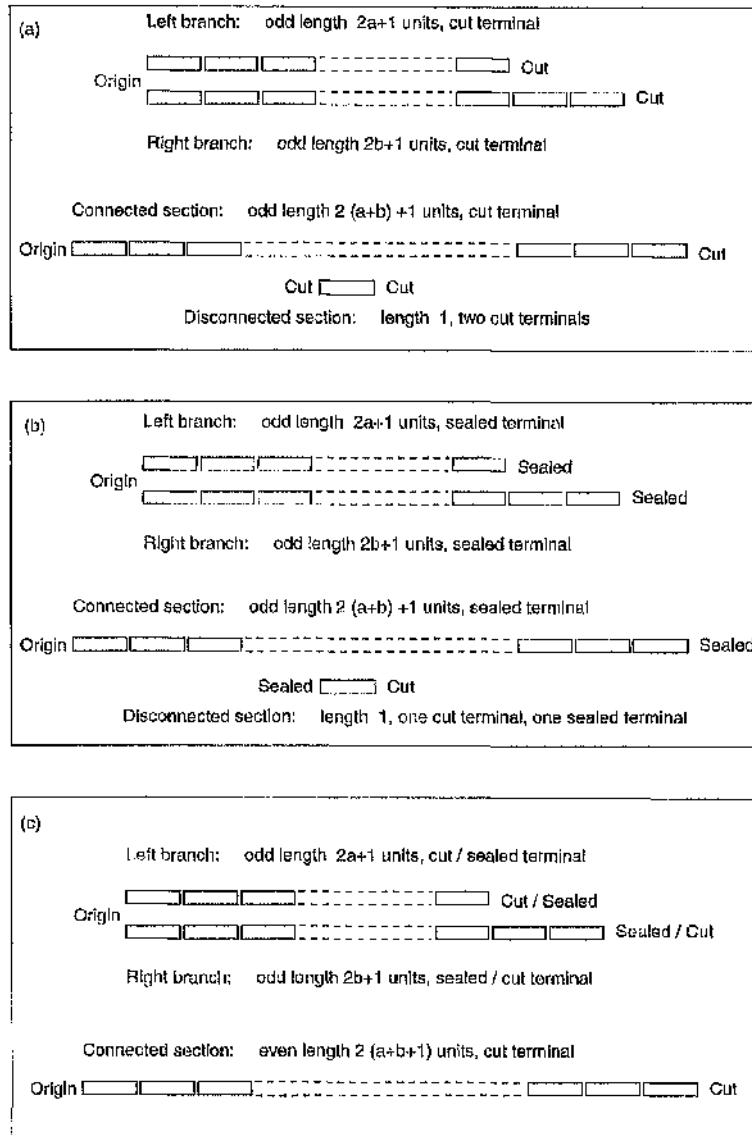 (a)
Left branch: odd length 2a+1 units, cut terminal
Cut
Origin
Cut
Right branch: odd length 2b+1 units, cut terminal
Connected section: odd length 2 (a+b) +1 units, cut terminal
Origin Cut
Cut Cut
Disconnected section: length 1, two cut terminals
(b)
Left branch: odd length 2a+1 units, sealed terminal
Sealed
Origin
Sealed
Right branch: odd length 2b+1 units, sealed terminal
Connected section: odd length 2 (a+b) +1 units, sealed terminal
Origin Sealed
Sealed Cut
Disconnected section: length 1, one cut terminal, one sealed terminal
(c)
Left branch: odd length 2a+1 units, cut / sealed terminal
Cut / Sealed
Origin
Sealed / Cut
Right branch: odd length 2b+1 units, sealed / cut terminal
Connected section: even length 2 (a+b+1) units, cut terminal
Origin Cut